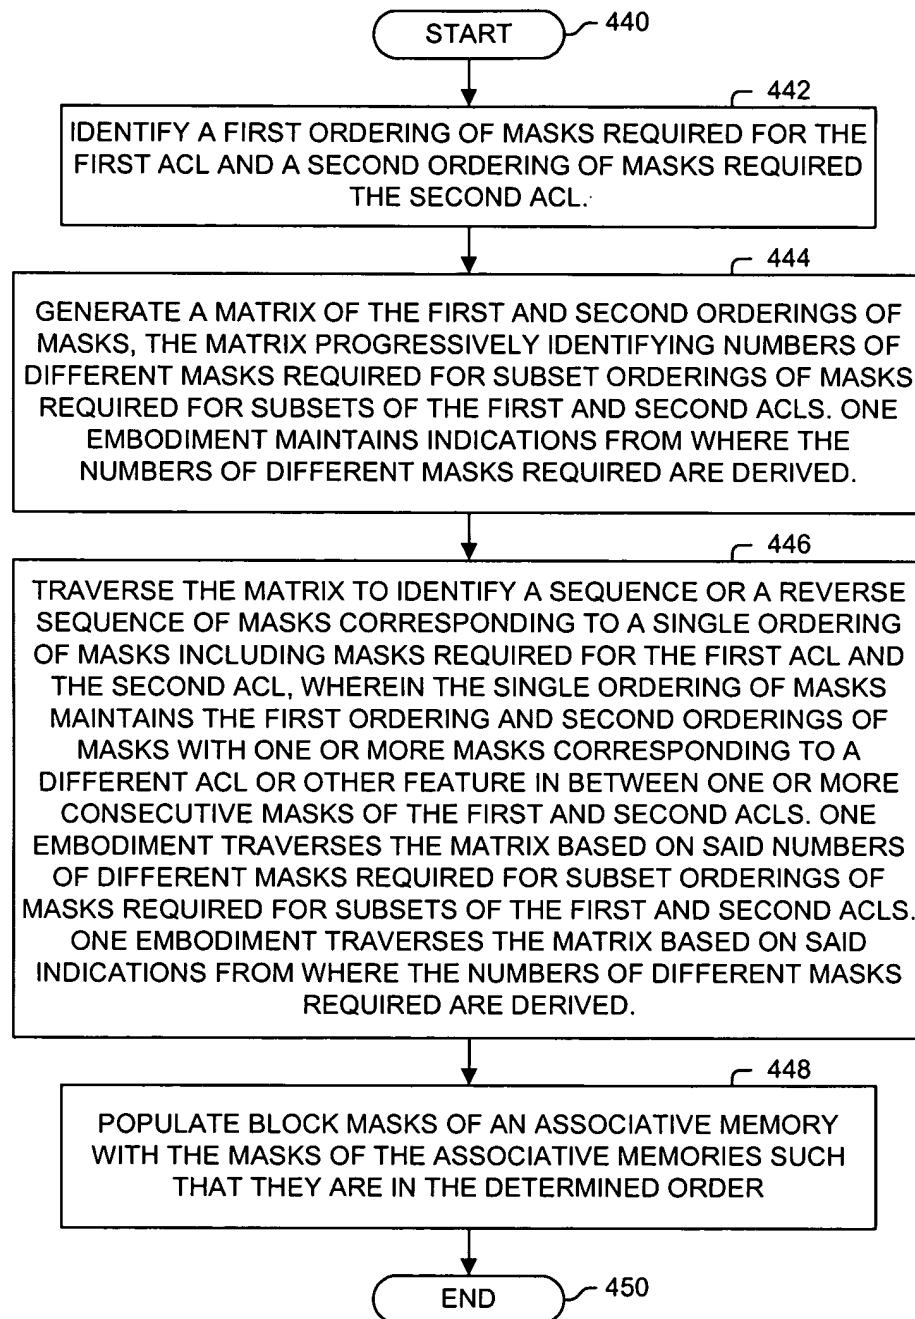 START
440
442
IDENTIFY A FIRST ORDERING OF MASKS REQUIRED FOR THE
FIRST ACL AND A SECOND ORDERING OF MASKS REQUIRED
THE SECOND ACL.
444
GENERATE A MATRIX OF THE FIRST AND SECOND ORDERINGS OF
MASKS, THE MATRIX PROGRESSIVELY IDENTIFYING NUMBERS OF
DIFFERENT MASKS REQUIRED FOR SUBSET ORDERINGS OF MASKS
REQUIRED FOR SUBSETS OF THE FIRST AND SECOND ACLS. ONE
EMBODIMENT MAINTAINS INDICATIONS FROM WHERE THE
NUMBERS OF DIFFERENT MASKS REQUIRED ARE DERIVED.
446
TRAVERSE THE MATRIX TO IDENTIFY A SEQUENCE OR A REVERSE
SEQUENCE OF MASKS CORRESPONDING TO A SINGLE ORDERING
OF MASKS INCLUDING MASKS REQUIRED FOR THE FIRST ACL AND
THE SECOND ACL, WHEREIN THE SINGLE ORDERING OF MASKS
MAINTAINS THE FIRST ORDERING AND SECOND ORDERINGS OF
MASKS WITH ONE OR MORE MASKS CORRESPONDING TO A
DIFFERENT ACL OR OTHER FEATURE IN BETWEEN ONE OR MORE
CONSECUTIVE MASKS OF THE FIRST AND SECOND ACLS. ONE
EMBODIMENT TRAVERSES THE MATRIX BASED ON SAID NUMBERS
OF DIFFERENT MASKS REQUIRED FOR SUBSET ORDERINGS OF
MASKS REQUIRED FOR SUBSETS OF THE FIRST AND SECOND ACLS.
ONE EMBODIMENT TRAVERSES THE MATRIX BASED ON SAID
INDICATIONS FROM WHERE THE NUMBERS OF DIFFERENT MASKS
REQUIRED ARE DERIVED.
448
POPULATE BLOCK MASKS OF AN ASSOCIATIVE MEMORY
WITH THE MASKS OF THE ASSOCIATIVE MEMORIES SUCH
THAT THEY ARE IN THE DETERMINED ORDER
END
450